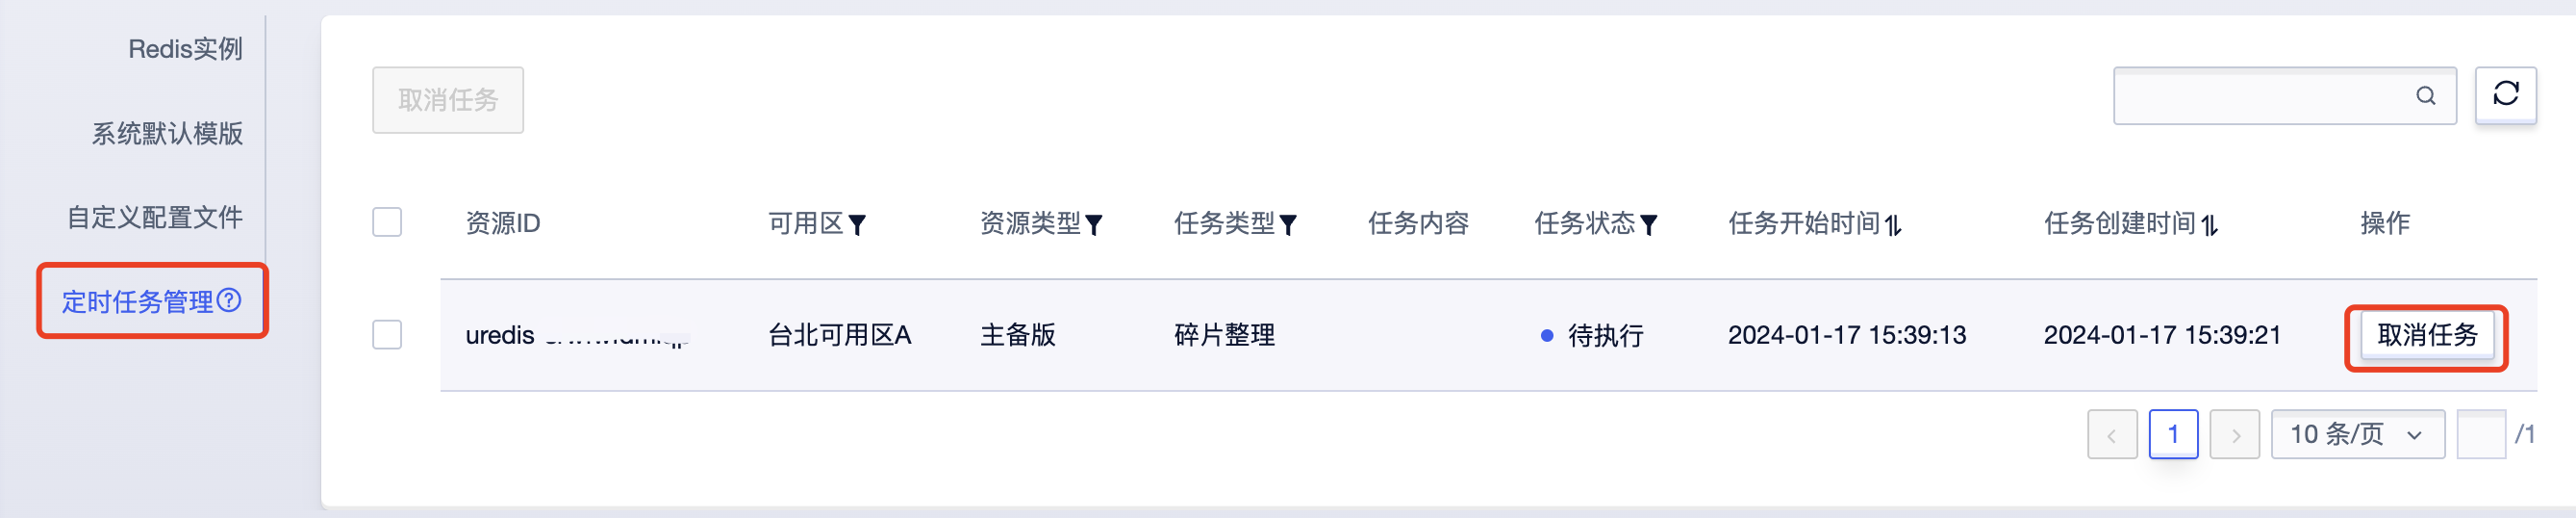 Redis实例
系统默认模版
自定义配置文件
定时任务管理
取消任务
资源ID 可用区 资源类型 任务类型 任务内容 任务状态 任务开始时间 任务创建时间 操作
uredis 台北可用区A 主备版 碎片整理 待执行 2024-01-17 15:39:13 2024-01-17 15:39:21 取消任务
1 10 条/页 /1